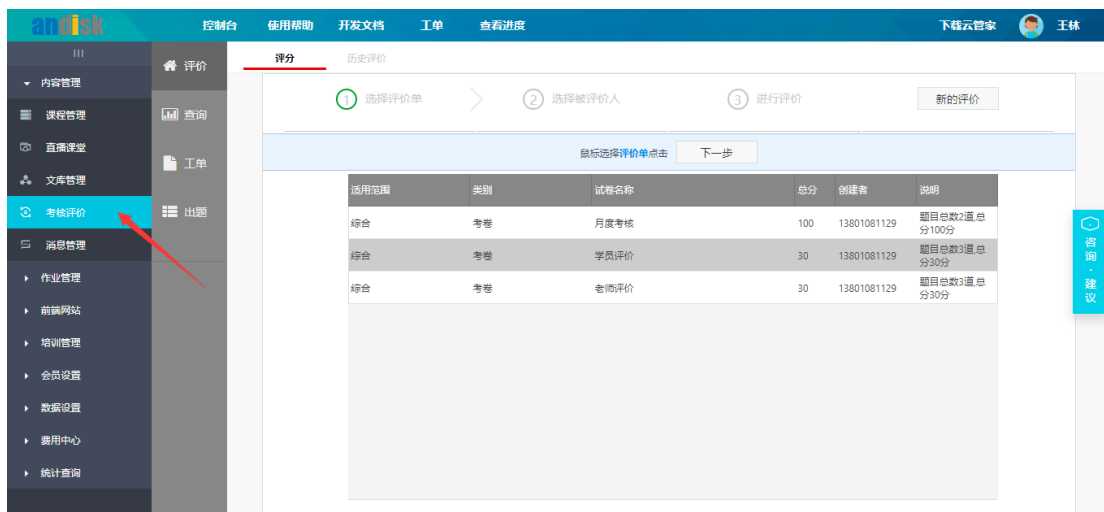 andisk 控制台 使用帮助 开发文档 工单 查看进度 下载云管家 王林
内容管理
课程管理
直播课堂
文库管理
考核评价
消息管理
作业管理
前端网站
培训管理
会员设置
数据设置
费用中心
统计查询
评价
查询
工单
出题
评分 历史评价
1 选择评价单 2 选择被评价人 3 进行评价 新的评价
鼠标选择评价单点击 下一步
适用范围 类别 试卷名称 总分 创建者 说明
综合 考卷 月度考核 100 13801081129 题目总数2道,总
分100分
综合 考卷 学员评价 30 13801081129 题目总数3道,总
分30分
综合 考卷 老师评价 30 13801081129 题目总数3道,总
分30分
咨询·建议